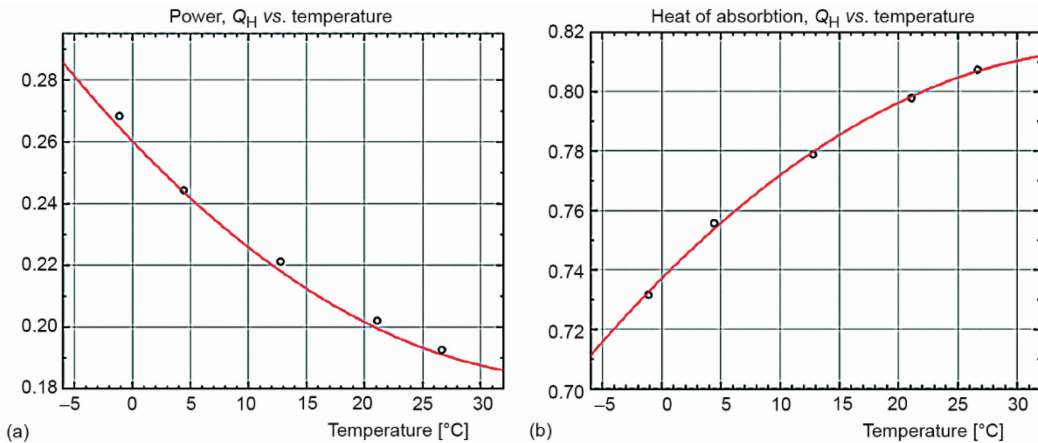 Power, QH vs. temperature
0.28
0.26
0.24
0.22
0.20
0.18
–5 0 5 10 15 20 25 30
(a) Temperature [°C]
Heat of absorbtion, QH vs. temperature
0.82
0.80
0.78
0.76
0.74
0.72
0.70
–5 0 5 10 15 20 25 30
(b) Temperature [°C]